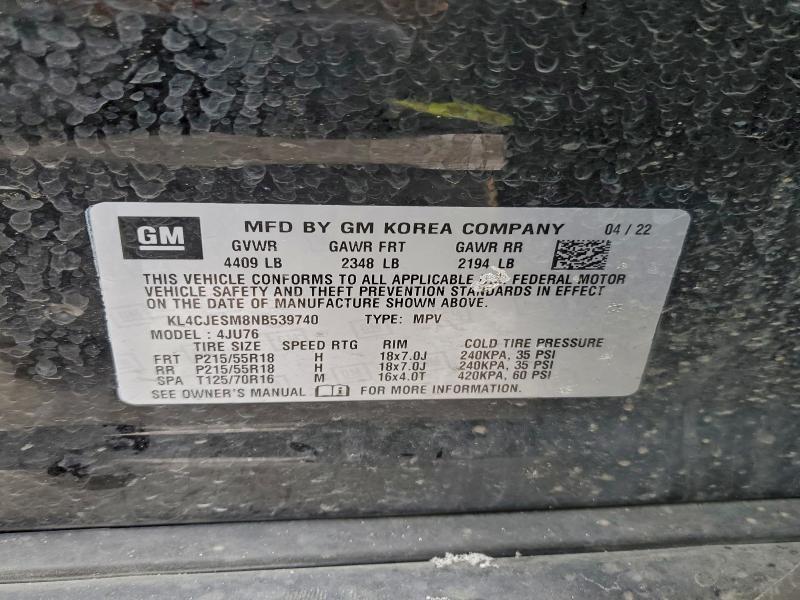 GM MFD BY GM KOREA COMPANY 04 / 22
GVWR GAWR FRT GAWR RR
4409 LB 2348 LB 2194 LB
THIS VEHICLE CONFORMS TO ALL APPLICABLE FEDERAL MOTOR
VEHICLE SAFETY AND THEFT PREVENTION STANDARDS IN EFFECT
ON THE DATE OF MANUFACTURE SHOWN ABOVE.
KL4CJESM8NB539740 TYPE: MPV
MODEL : 4JU76
TIRE SIZE SPEED RTG RIM COLD TIRE PRESSURE
FRT P215/55R18 H 18x7.0J 240KPA, 35 PSI
RR P215/55R18 H 18x7.0J 240KPA, 35 PSI
SPA T125/70R16 M 16x4.0T 420KPA, 60 PSI
SEE OWNER'S MANUAL FOR MORE INFORMATION.